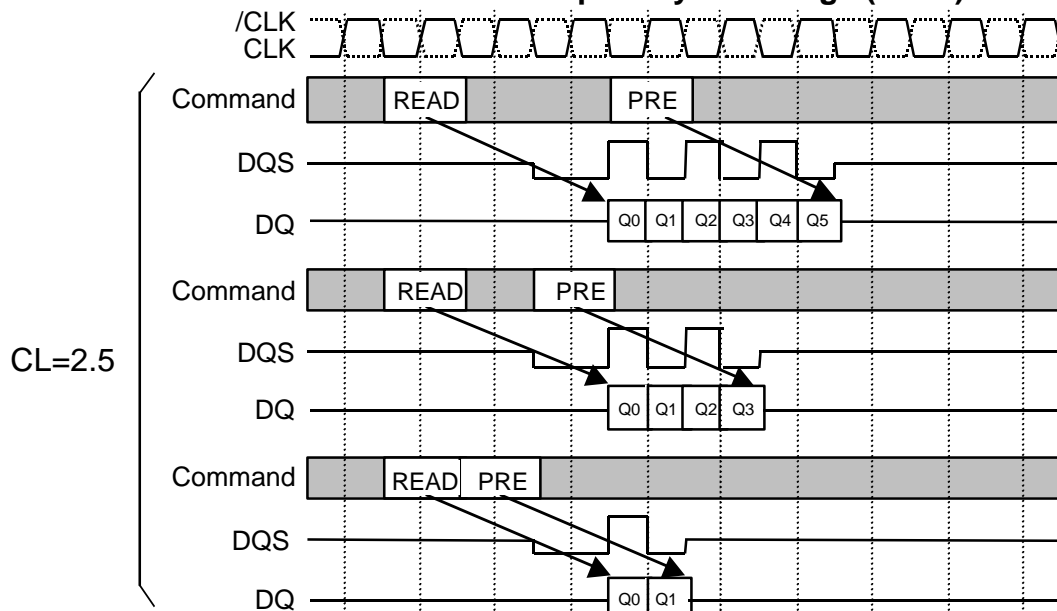 /CLK
CLK
Command READ PRE
DQS
DQ Q0 Q1 Q2 Q3 Q4 Q5
Command READ PRE
CL=2.5
DQS
DQ Q0 Q1 Q2 Q3
Command READ PRE
DQS
DQ Q0 Q1